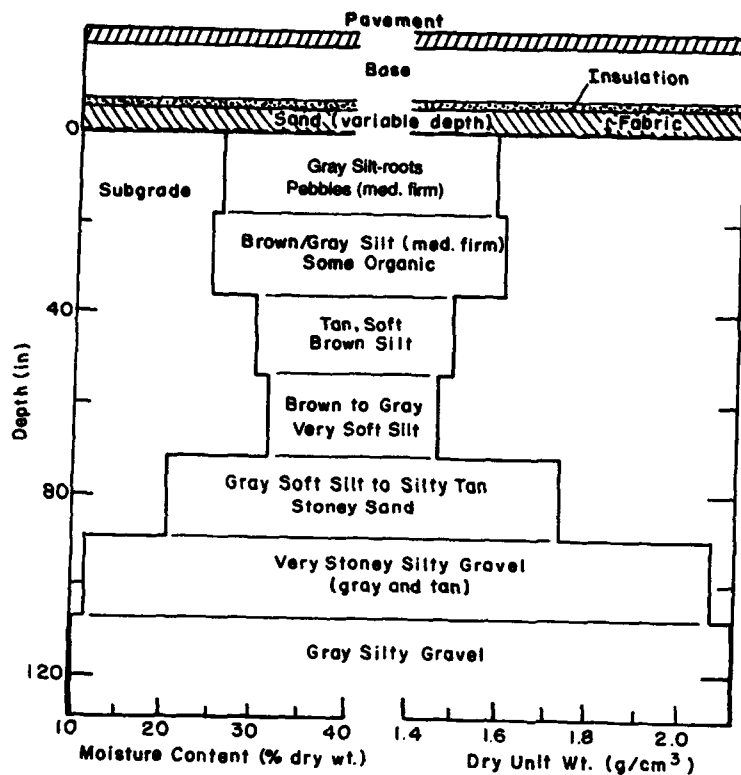 Pavement
Base
Insulation
Sand (variable depth)
Fabric
0
Subgrade
Gray Silt-roots
Pebbles (med. firm)
Brown/Gray Silt (med. firm)
Some Organic
40
Tan, Soft
Brown Silt
Depth (in)
Brown to Gray
Very Soft Silt
80
Gray Soft Silt to Silty Tan
Stoney Sand
Very Stoney Silty Gravel
(gray and tan)
Gray Silty Gravel
120
10 20 30 40 1.4 1.6 1.8 2.0
Moisture Content (% dry wt.) Dry Unit Wt. (g/cm³)